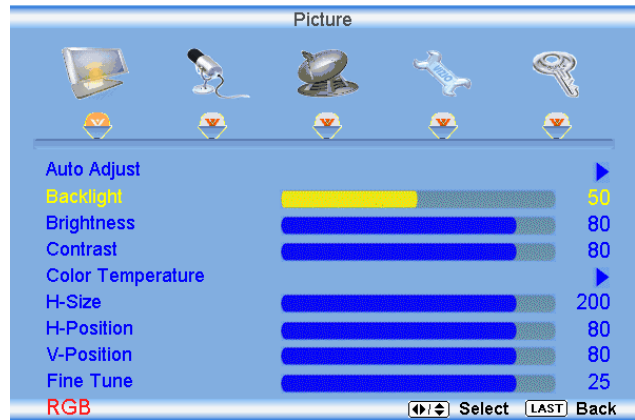 Picture
Auto Adjust
Backlight 50
Brightness 80
Contrast 80
Color Temperature
H-Size 200
H-Position 80
V-Position 80
Fine Tune 25
RGB Select LAST Back